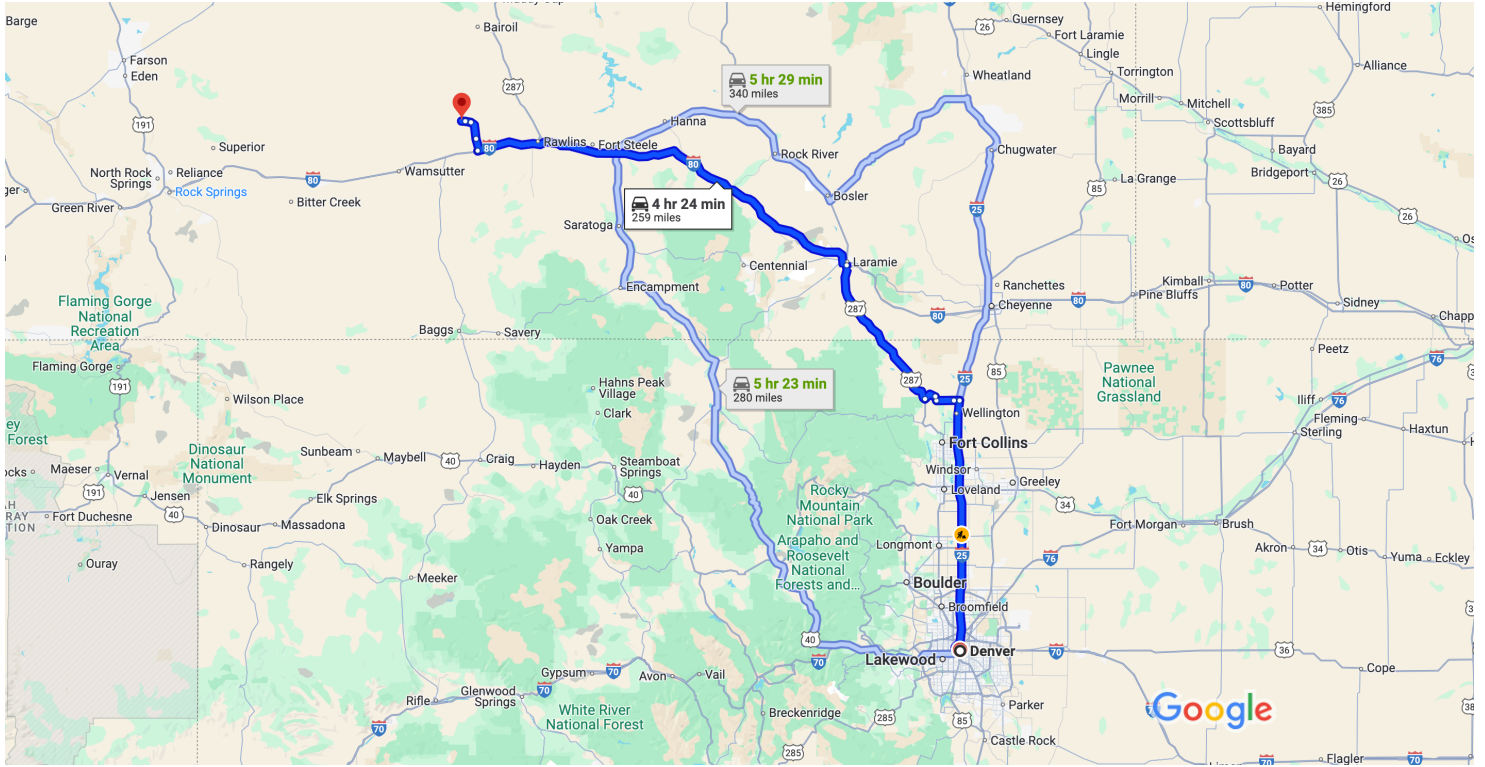 Barge
Bairoil
Hemingford
Guernsey
26
Fort Laramie
Lingle
Farson
Eden
Wheatland
Torrington
Alliance
5 hr 29 min
340 miles
287
Morrill
Mitchell
385
Scottsbluff
191
Hanna
Superior
80
Rawlins
Fort Steele
Rock River
Chugwater
Bayard
North Rock
Springs
Reliance
Wamsutter
80
La Grange
Bridgeport
26
85
80
Rock Springs
Green River
Bitter Creek
4 hr 24 min
259 miles
Bosler
25
26
Saratoga
Laramie
Centennial
Encampment
Ranchettes
Kimball
80
Potter
Pine Bluffs
80
Sidney
Flaming Gorge
National
Recreation
Area
287
80
Cheyenne
Baggs
Savery
Peetz
76
Flaming Gorge
191
5 hr 23 min
280 miles
287
25
85
Pawnee
National
Grassland
Hahns Peak
Village
Clark
Wilson Place
Wellington
Iliff
76
Fleming
Haxtun
Sterling
Dinosaur
National
Monument
Sunbeam
Maybell
40
Craig
Hayden
Steamboat
Springs
40
Fort Collins
Windsor
Greeley
Loveland
Maeser
Vernal
191
Jensen
40
Elk Springs
Rocky
Mountain
National Park
34
Fort Morgan
Brush
Fort Duchesne
Dinosaur
Massadona
Oak Creek
Yampa
Arapaho and
Roosevelt
National
Forests and...
Longmont
25
76
Akron
34
Otis
Yuma
Eckley
Ouray
Rangely
Meeker
Boulder
Broomfield
40
70
Lakewood
Denver
70
36
Cope
Gypsum
70
Avon
Vail
Rifle
Glenwood
Springs
70
White River
National Forest
Breckenridge
285
85
Parker
Google
70
285
Castle Rock
70
Flagler
70